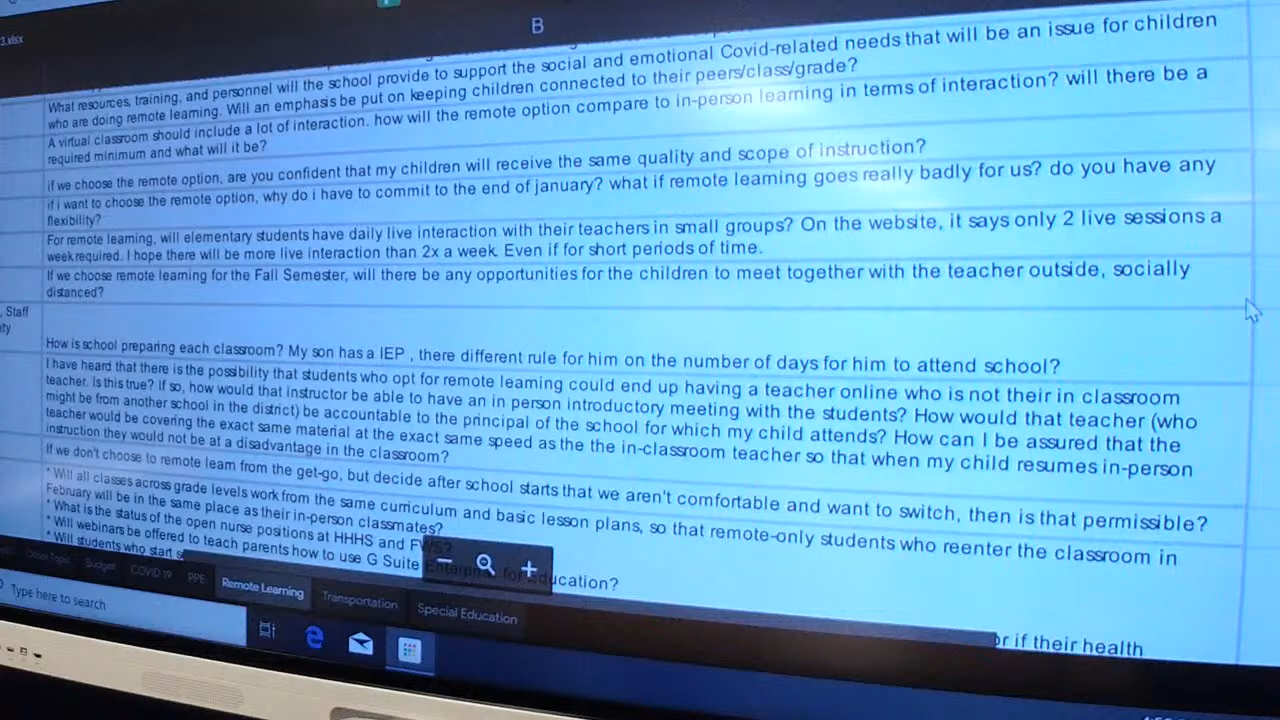 3.xlsx
B
What resources, training, and personnel will the school provide to support the social and emotional Covid-related needs that will be an issue for children
who are doing remote learning. Will an emphasis be put on keeping children connected to their peers/class/grade?
A virtual classroom should include a lot of interaction. how will the remote option compare to in-person learning in terms of interaction? will there be a
required minimum and what will it be?
if we choose the remote option, are you confident that my children will receive the same quality and scope of instruction?
if i want to choose the remote option, why do i have to commit to the end of january? what if remote learning goes really badly for us? do you have any
flexibility?
For remote learning, will elementary students have daily live interaction with their teachers in small groups? On the website, it says only 2 live sessions a
week required. I hope there will be more live interaction than 2x a week. Even if for short periods of time.
If we choose remote learning for the Fall Semester, will there be any opportunities for the children to meet together with the teacher outside, socially
distanced?
, Staff
How is school preparing each classroom? My son has a IEP , there different rule for him on the number of days for him to attend school?
I have heard that there is the possibility that students who opt for remote learning could end up having a teacher online who is not their in classroom
teacher. Is this true? If so, how would that instructor be able to have an in person introductory meeting with the students? How would that teacher (who
might be from another school in the district) be accountable to the principal of the school for which my child attends? How can I be assured that the
teacher would be covering the exact same material at the exact same speed as the the in-classroom teacher so that when my child resumes in-person
instruction they would not be at a disadvantage in the classroom?
If we don't choose to remote learn from the get-go, but decide after school starts that we aren't comfortable and want to switch, then is that permissible?
* Will all classes across grade levels work from the same curriculum and basic lesson plans, so that remote-only students who reenter the classroom in
February will be in the same place as their in-person classmates?
* What is the status of the open nurse positions at HHHS and FWS?
* Will webinars be offered to teach parents how to use G Suite Enterprise for Education?
* Will students who start
or if their health
Budget COVID 19 PPE Remote Learning Transportation Special Education
Type here to search